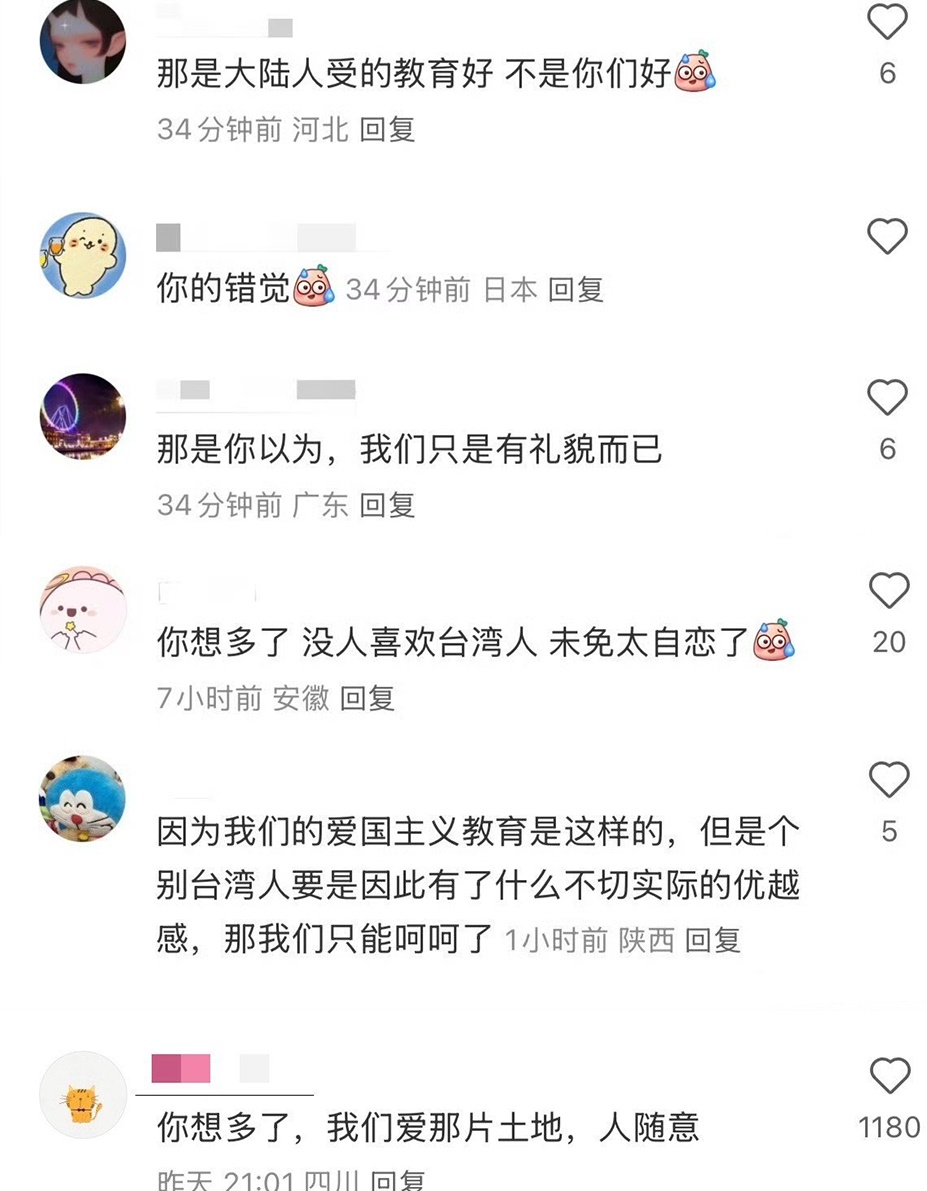 那是大陆人受的教育好 不是你们好
6
34分钟前 河北 回复
你的错觉 34分钟前 日本 回复
那是你以为，我们只是有礼貌而已
6
34分钟前 广东 回复
你想多了 没人喜欢台湾人 未免太自恋了
20
7小时前 安徽 回复
因为我们的爱国主义教育是这样的，但是个
5
别台湾人要是因此有了什么不切实际的优越
感，那我们只能呵呵了 1小时前 陕西 回复
你想多了，我们爱那片土地，人随意
1180
昨天 21:01 四川 回复